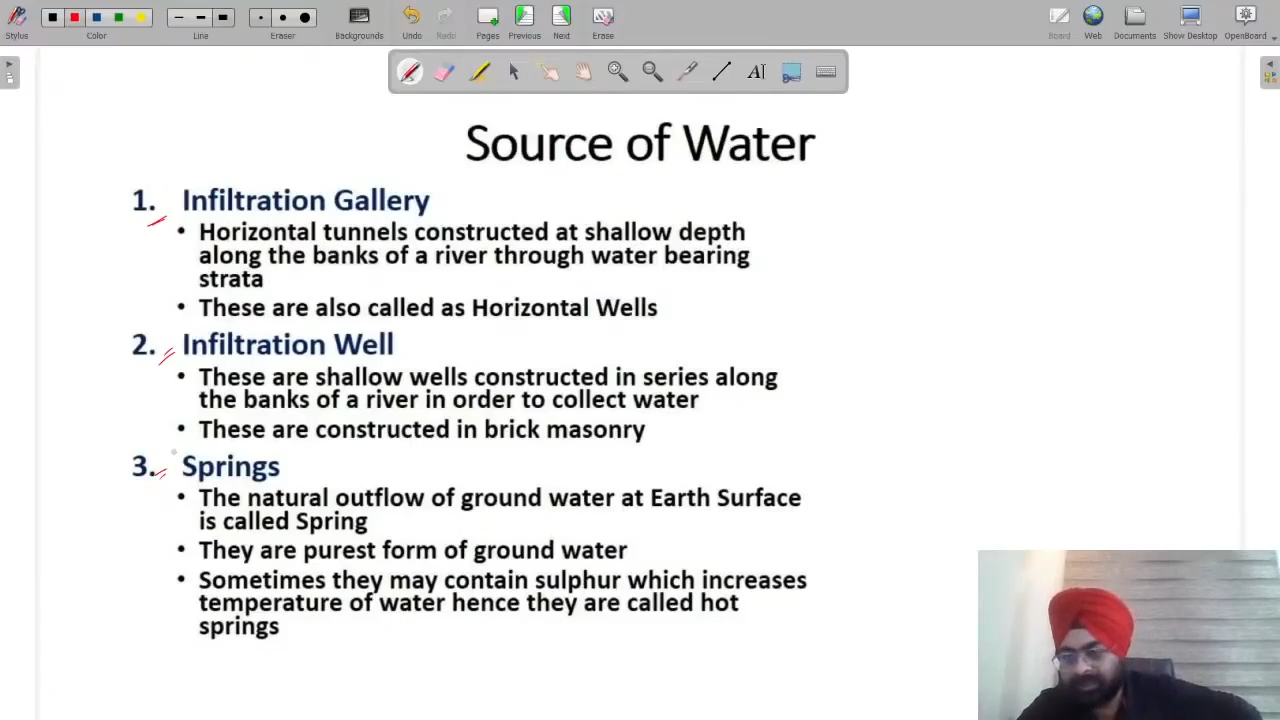 Stylus
Color
Line
Eraser
Backgrounds
Undo
Redo
Pages
Previous
Next
Erase
Board
Web
Documents
Show Desktop
OpenBoard
Source of Water
1. Infiltration Gallery
• Horizontal tunnels constructed at shallow depth
along the banks of a river through water bearing
strata
• These are also called as Horizontal Wells
2. Infiltration Well
• These are shallow wells constructed in series along
the banks of a river in order to collect water
• These are constructed in brick masonry
3. Springs
• The natural outflow of ground water at Earth Surface
is called Spring
• They are purest form of ground water
• Sometimes they may contain sulphur which increases
temperature of water hence they are called hot
springs